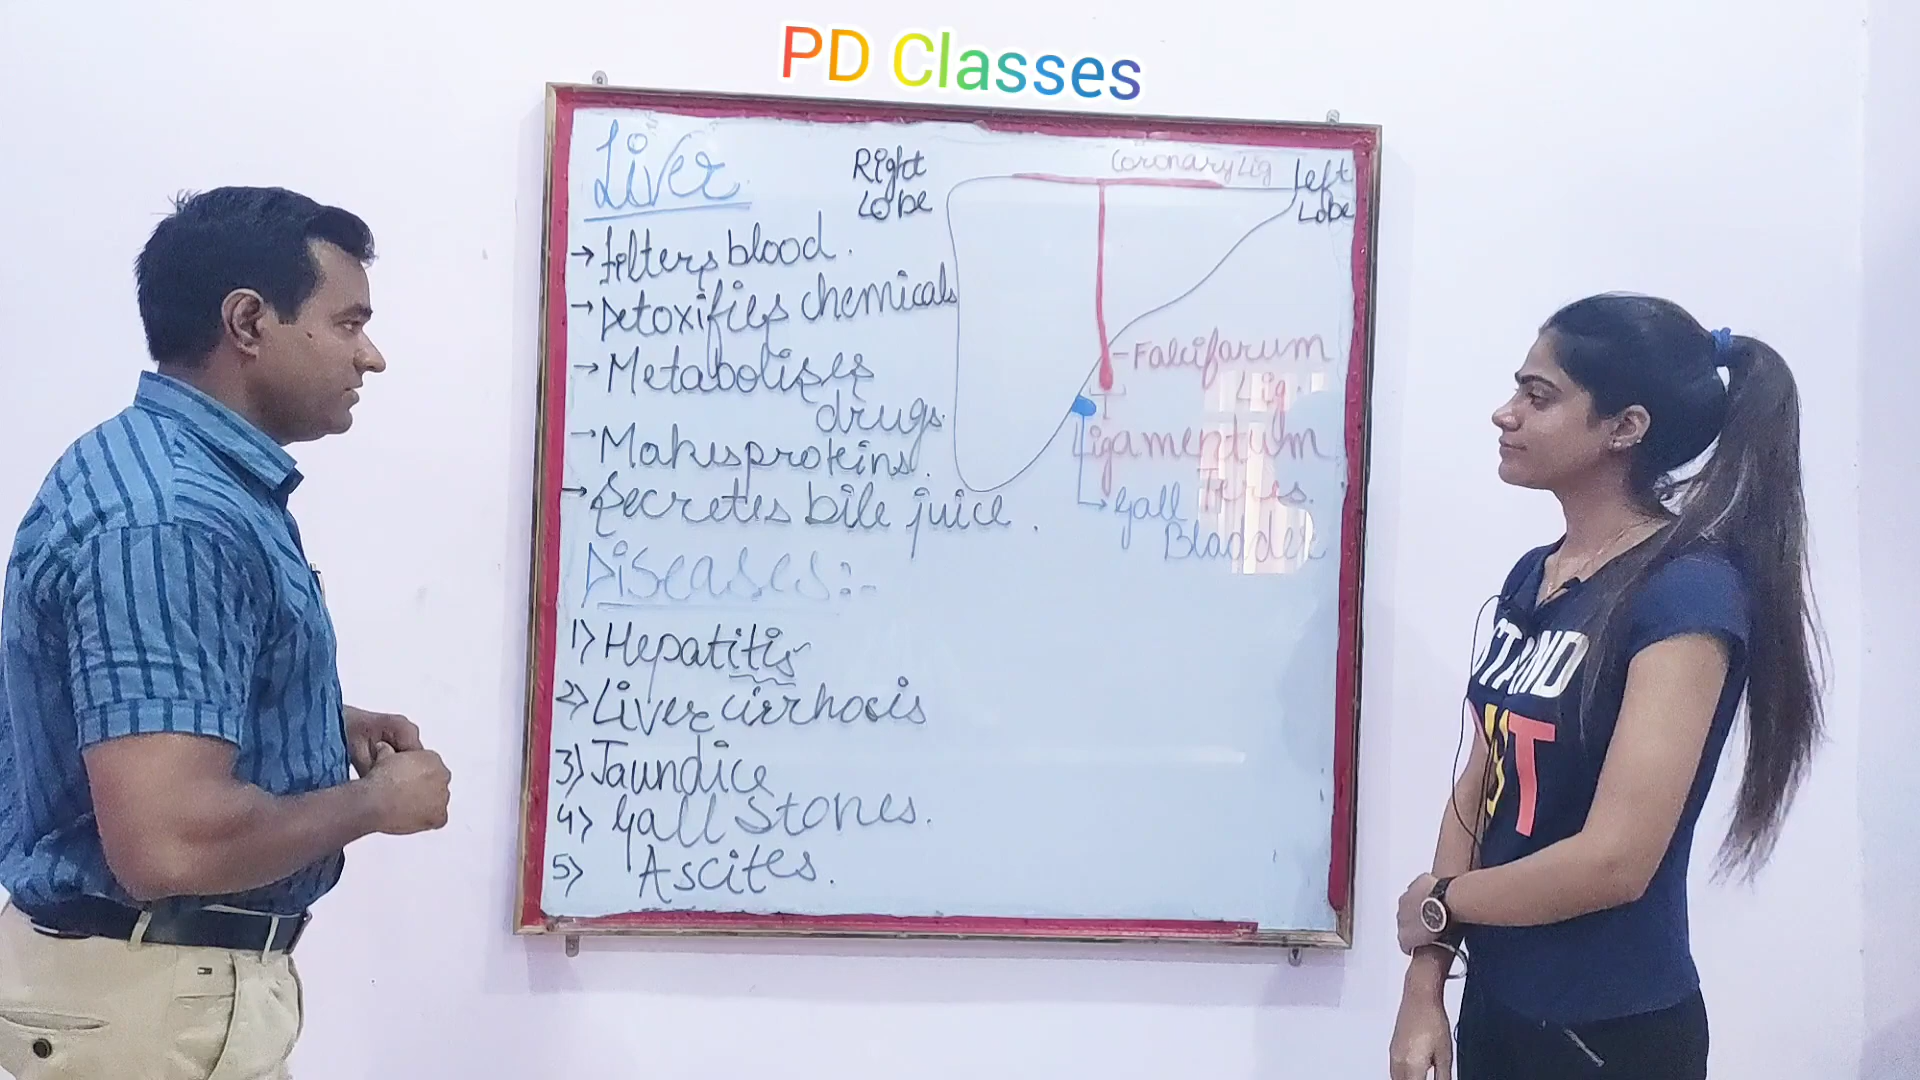 PD Classes
Liver
→ Filters blood.
→ Detoxifies chemicals
→ Metabolises
drugs.
→ Makes proteins.
→ Secretes bile juice.
Diseases:-
1) Hepatitis
2) Liver cirrhosis
3) Jaundice
4) Gall Stones.
5) Ascites.
Right
Lobe
Coronary Lig
Left
Lobe
- Falcifarum
Lig.
Ligamentum
Teres.
Gall
Bladder
STAND
OUT